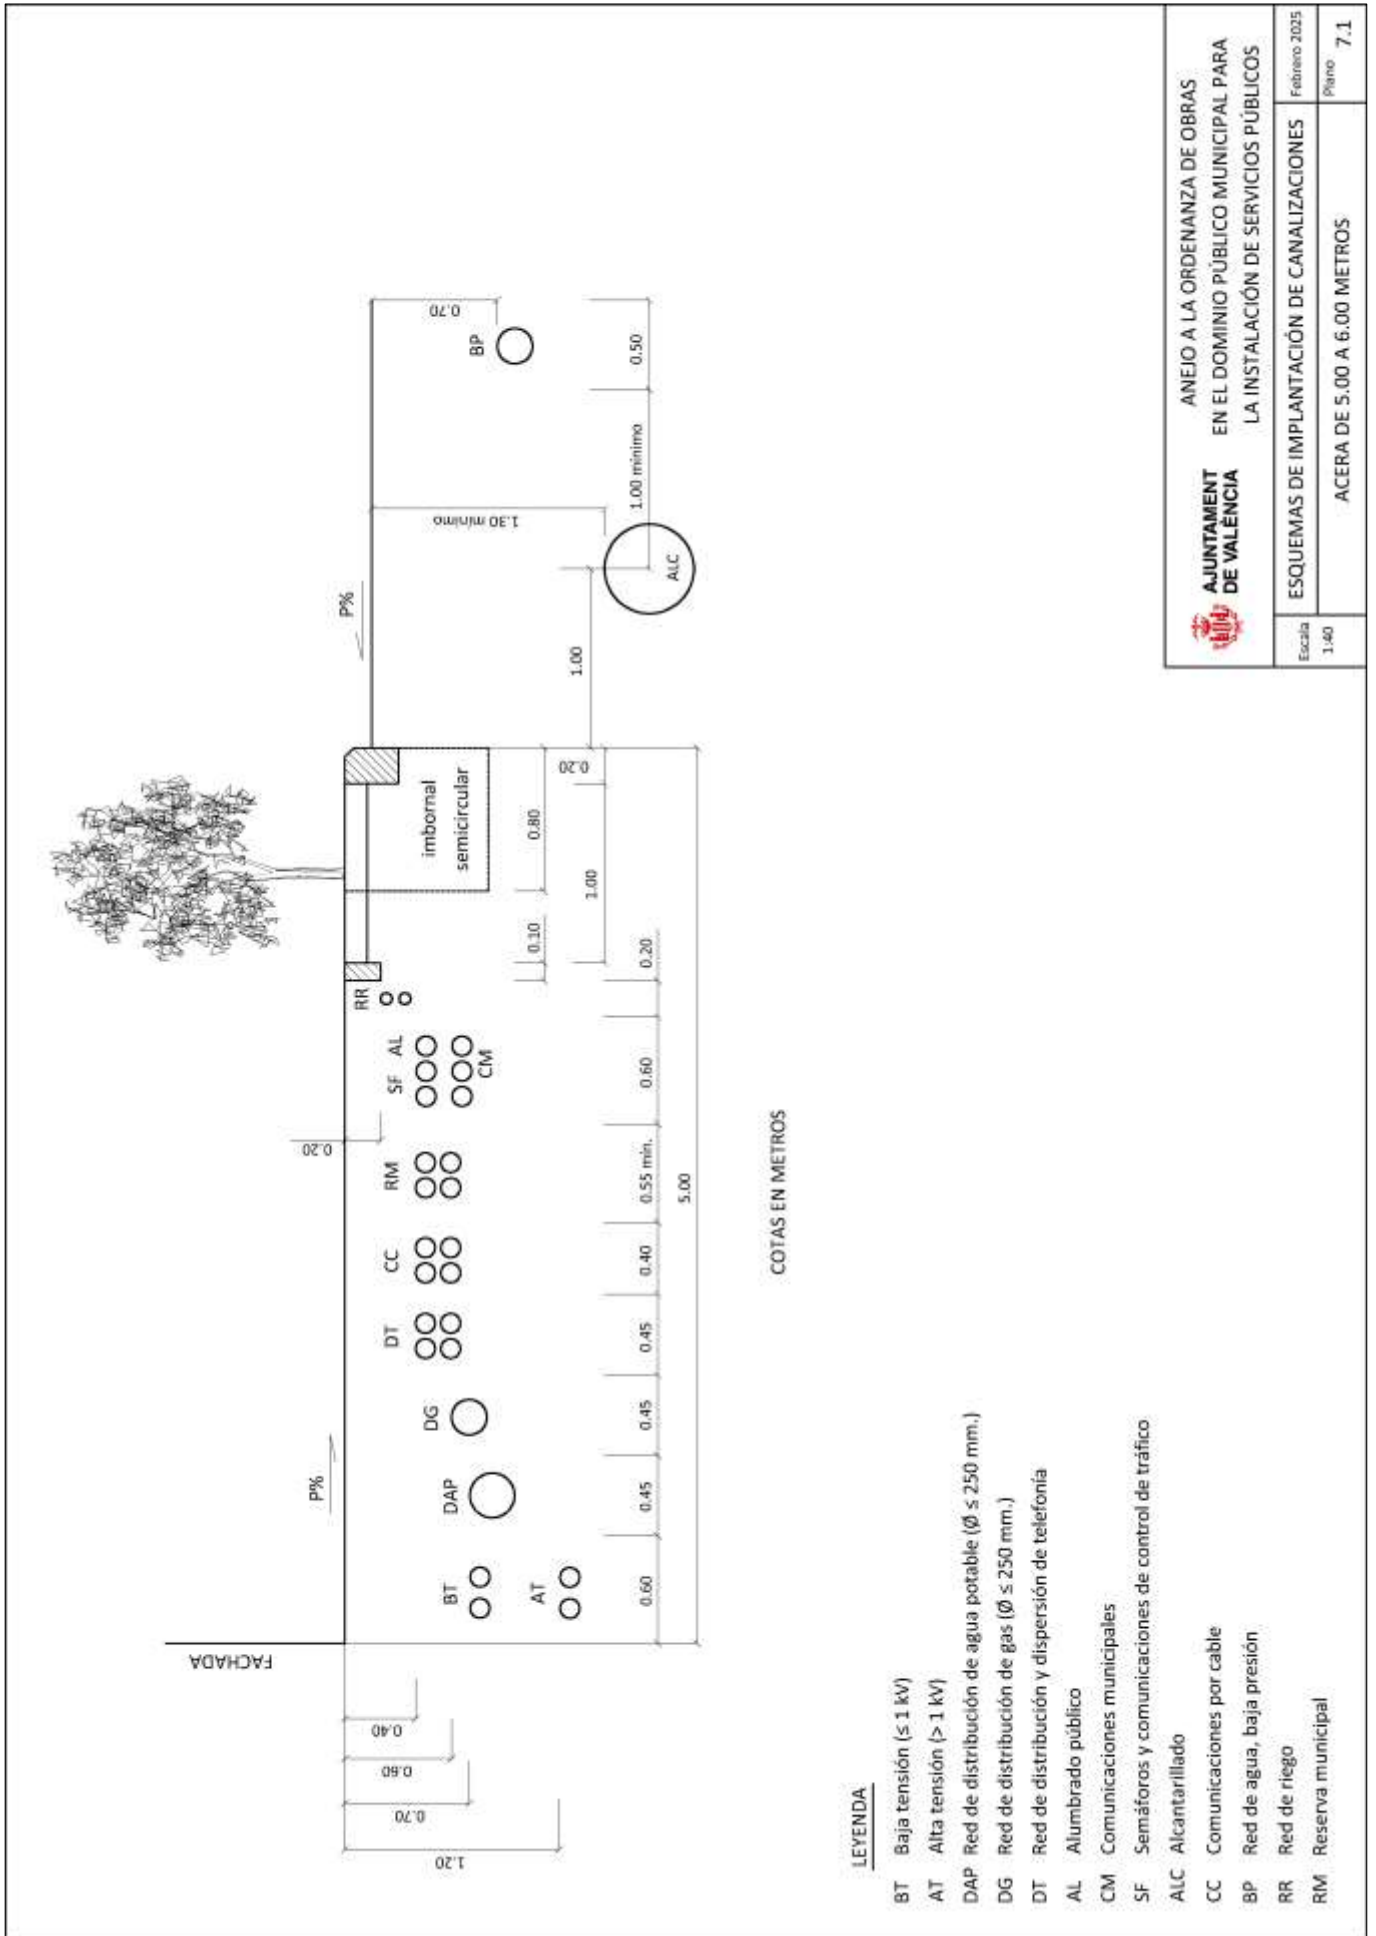 FACHADA
P%
P%
BT
AT
DAP
DG
DT
CC
RM
SF
AL
CM
RR
imbornal
semicircular
ALC
BP
0.40
0.60
0.70
1.20
0.20
0.60
0.45
0.45
0.45
0.40
0.55 mín.
0.60
0.20
5.00
0.10
0.80
1.00
0.20
1.00
1.30 mínimo
1.00 mínimo
0.50
0.70
COTAS EN METROS
LEYENDA
BT Baja tensión (≤ 1 kV)
AT Alta tensión (> 1 kV)
DAP Red de distribución de agua potable (Ø ≤ 250 mm.)
DG Red de distribución de gas (Ø ≤ 250 mm.)
DT Red de distribución y dispersión de telefonía
AL Alumbrado público
CM Comunicaciones municipales
SF Semáforos y comunicaciones de control de tráfico
ALC Alcantarillado
CC Comunicaciones por cable
BP Red de agua, baja presión
RR Red de riego
RM Reserva municipal
AJUNTAMENT
DE VALÈNCIA
ANEJO A LA ORDENANZA DE OBRAS
EN EL DOMINIO PÚBLICO MUNICIPAL PARA
LA INSTALACIÓN DE SERVICIOS PÚBLICOS
Escala
1:40
ESQUEMAS DE IMPLANTACIÓN DE CANALIZACIONES
Febrero 2025
ACERA DE 5.00 A 6.00 METROS
Plano 7.1